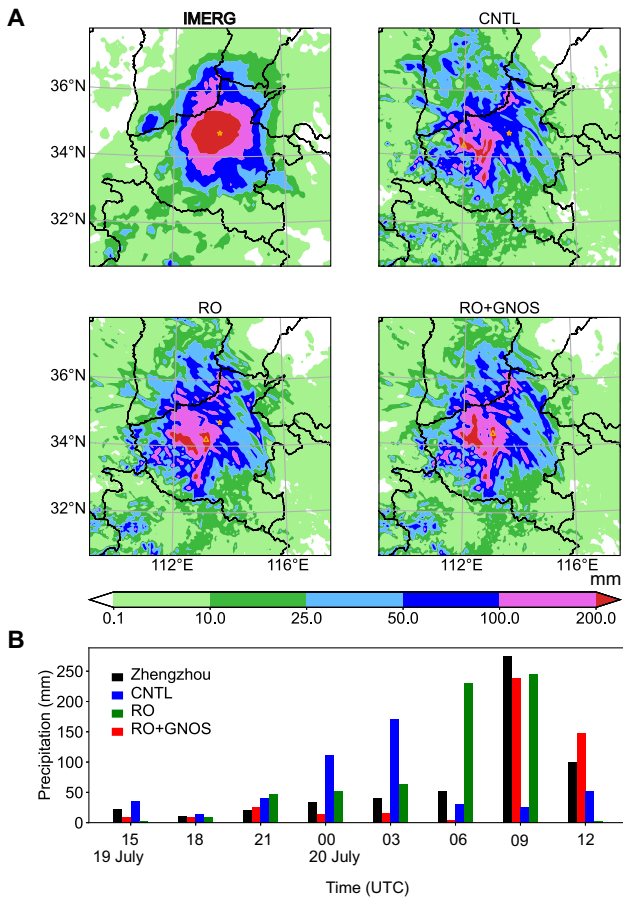 A
IMERG
CNTL
36°N
34°N
32°N
RO
RO+GNOS
36°N
34°N
32°N
112°E
116°E
112°E
116°E
mm
0.1
10.0
25.0
50.0
100.0
200.0
B
Precipitation (mm)
250
200
150
100
50
0
Zhengzhou
CNTL
RO
RO+GNOS
15
18
21
00
03
06
09
12
19 July
20 July
Time (UTC)